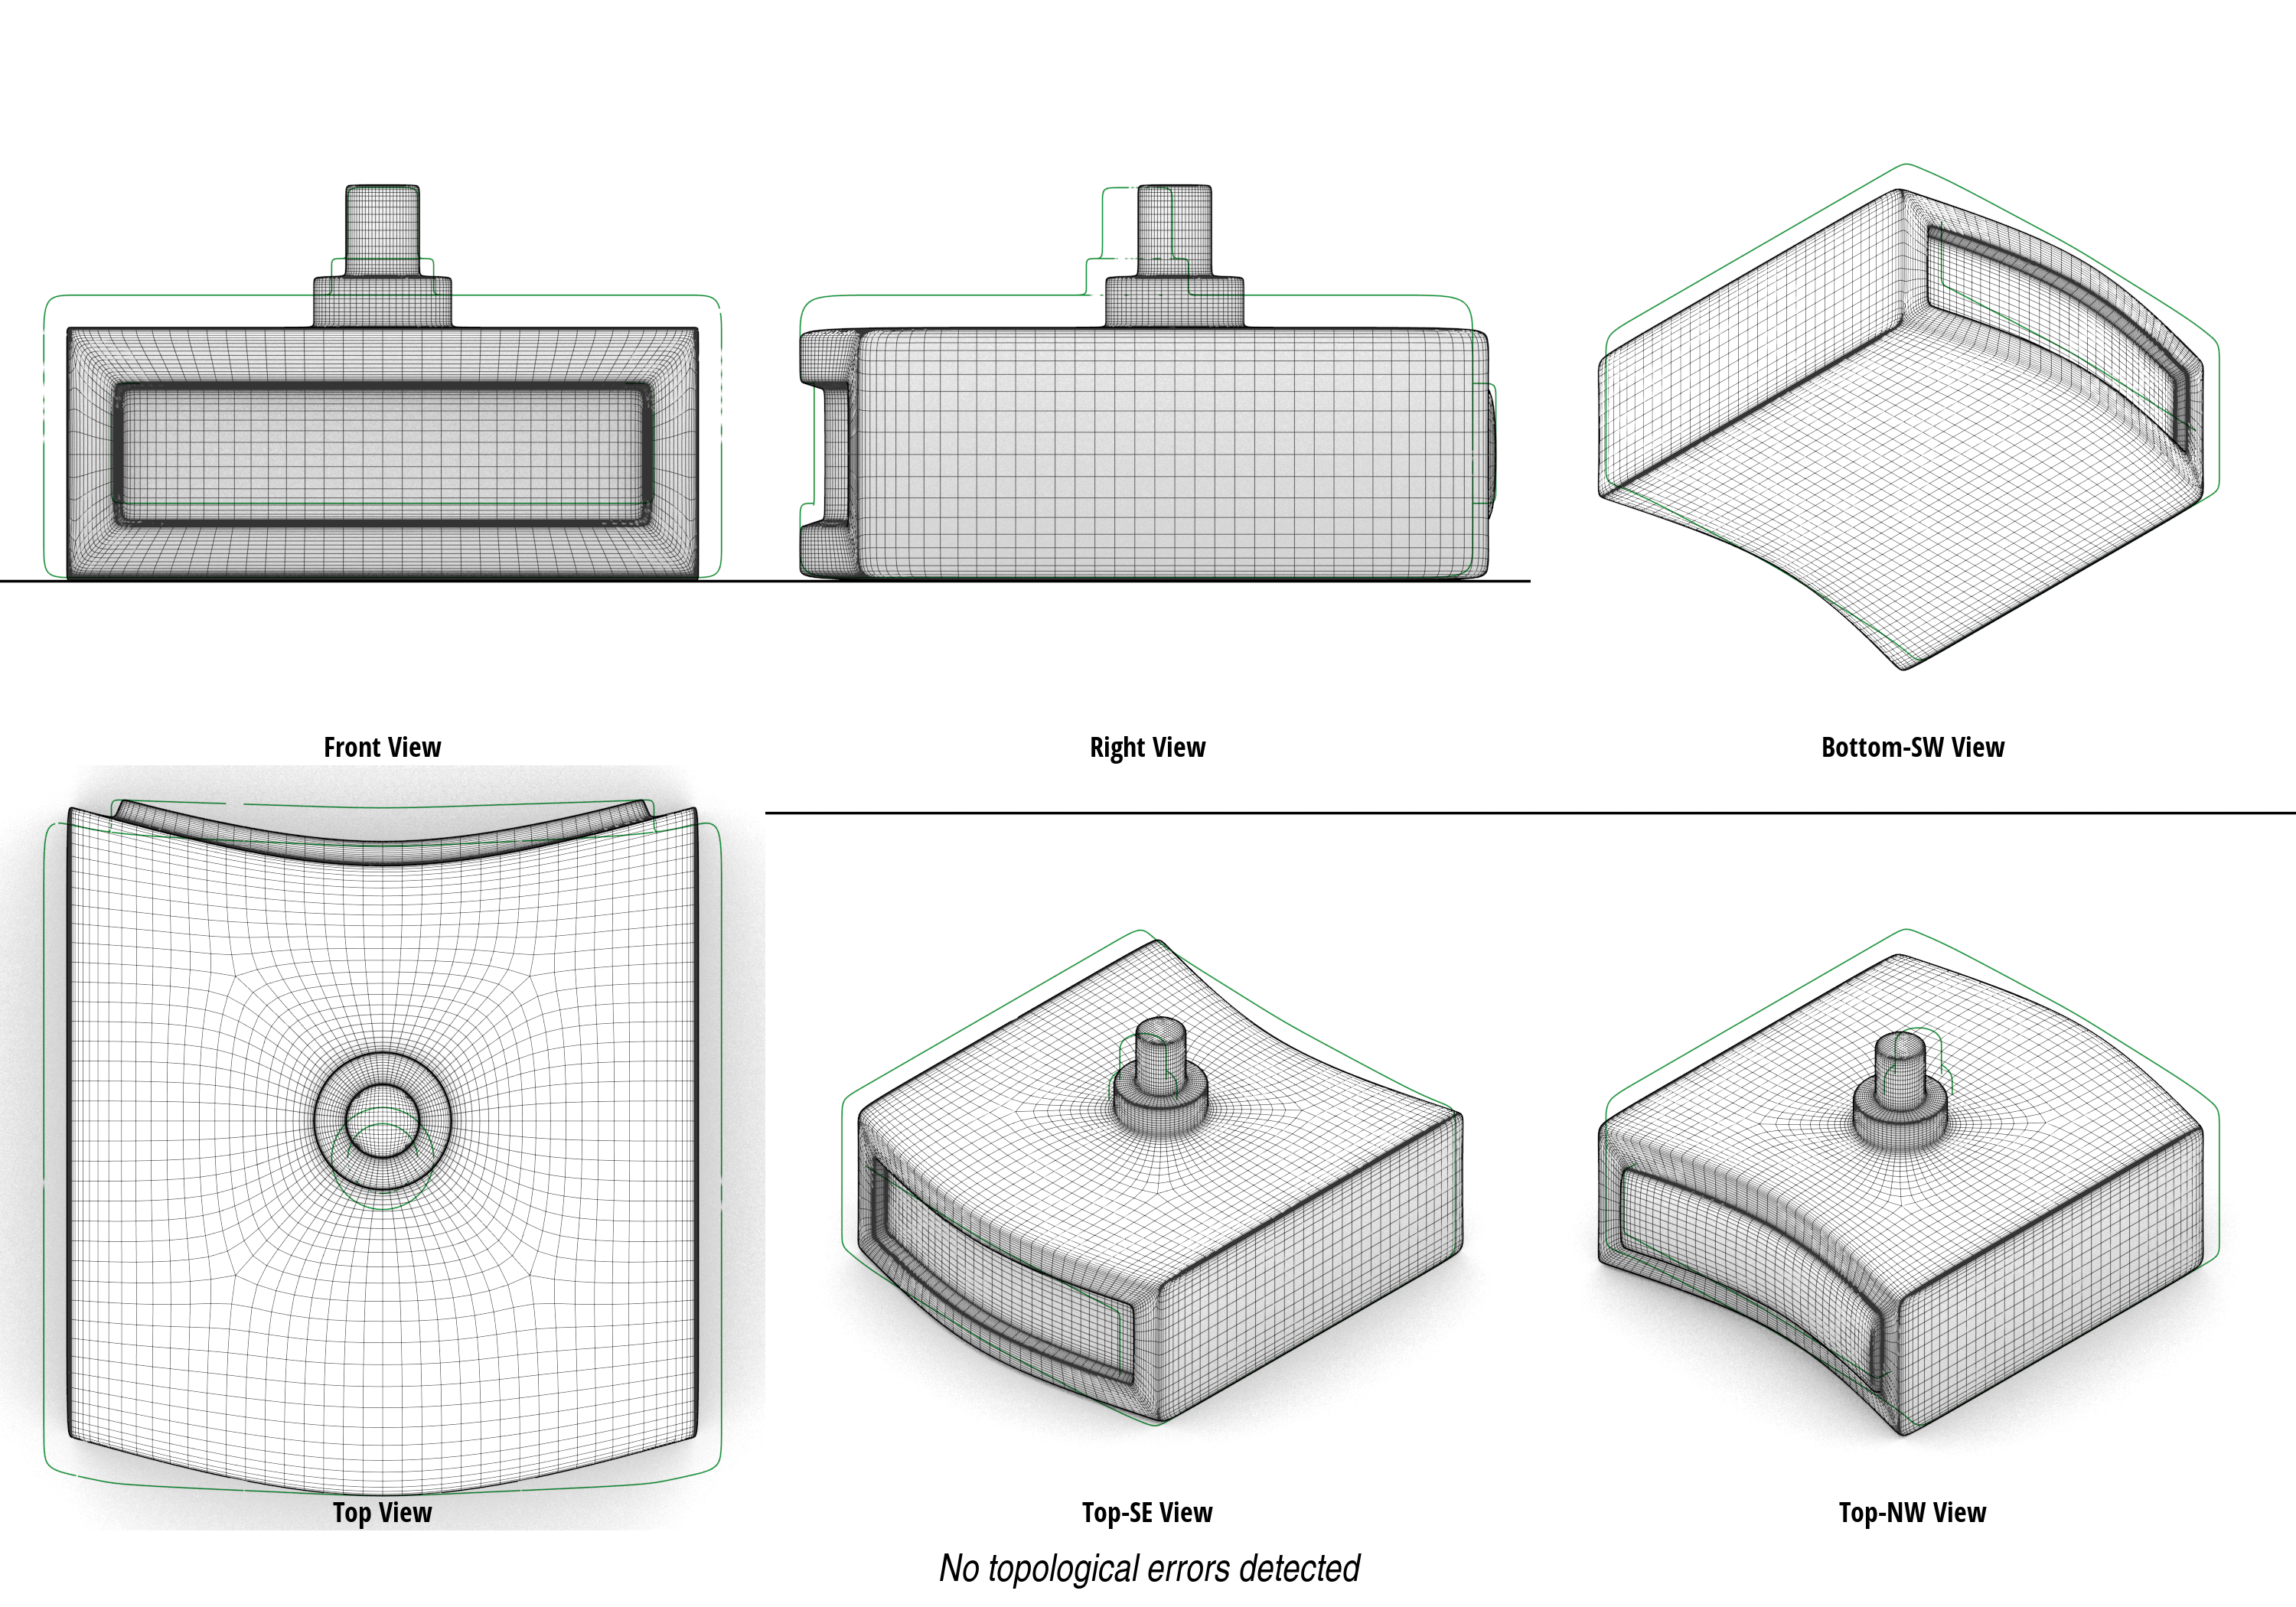 Front View
Right View
Bottom-SW View
Top View
Top-SE View
Top-NW View
No topological errors detected